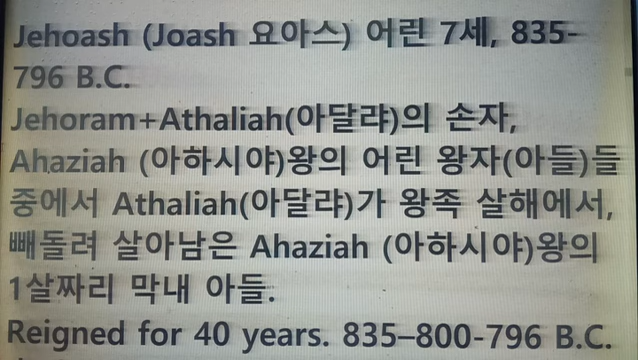 Jehoash (Joash 요아스) 어린 7세, 835-
796 B.C.
Jehoram+Athaliah(아달랴)의 손자,
Ahaziah (아하시야)왕의 어린 왕자(아들)들
중에서 Athaliah(아달랴)가 왕족 살해에서,
빼돌려 살아남은 Ahaziah (아하시야)왕의
1살짜리 막내 아들.
Reigned for 40 years. 835–800-796 B.C.